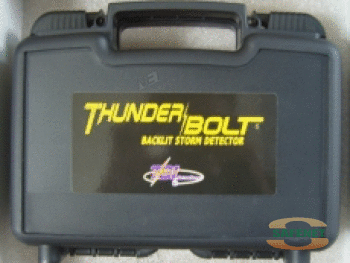 THUNDER BOLT
BACKLIT STORM DETECTOR